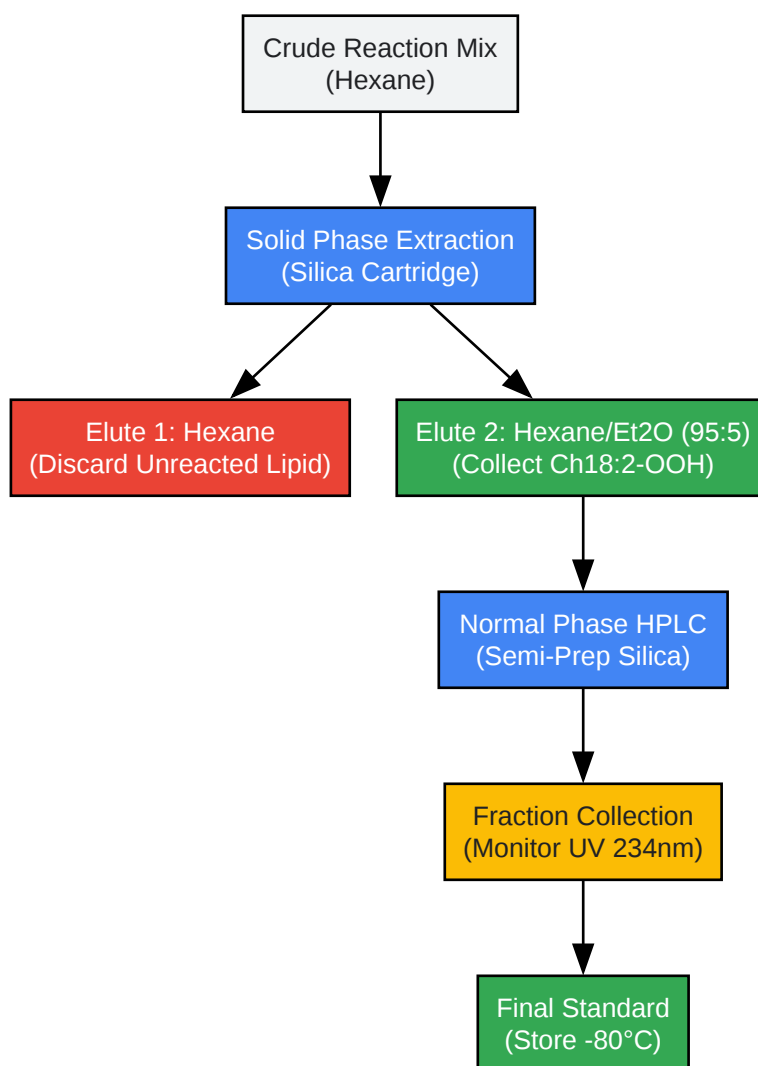 Crude Reaction Mix
(Hexane)
Solid Phase Extraction
(Silica Cartridge)
Elute 1: Hexane
(Discard Unreacted Lipid)
Elute 2: Hexane/Et2O (95:5)
(Collect Ch18:2-OOH)
Normal Phase HPLC
(Semi-Prep Silica)
Fraction Collection
(Monitor UV 234nm)
Final Standard
(Store -80°C)